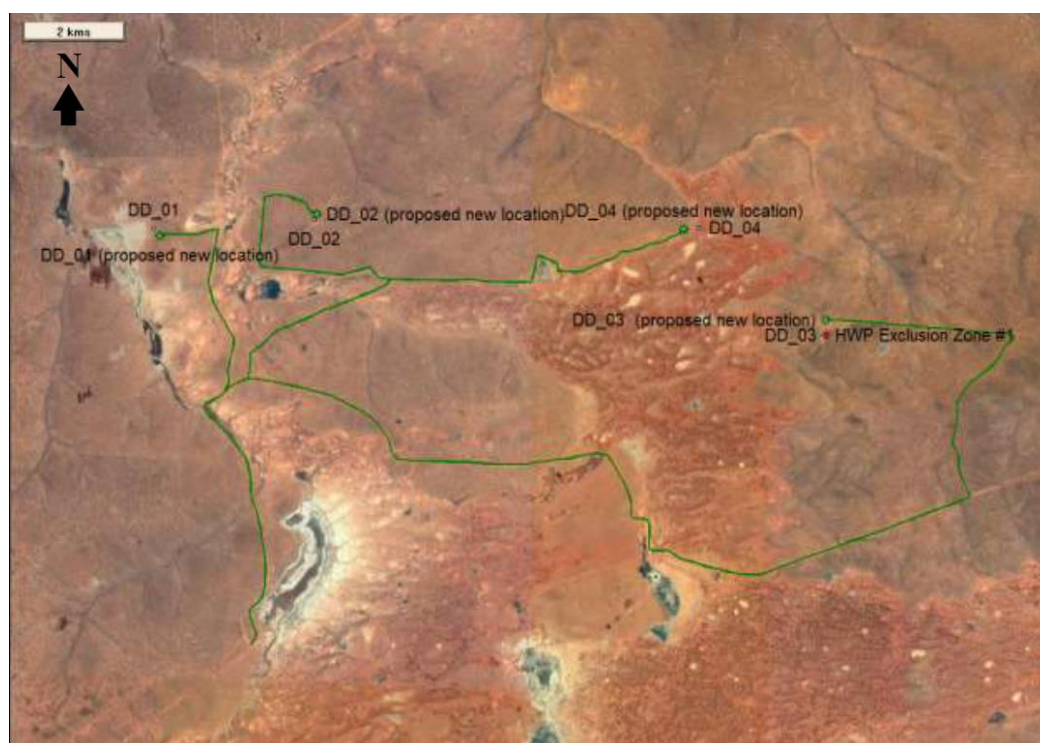 2 kms
N
DD_01
DD_02 (proposed new location)
DD_04 (proposed new location)
DD_04
DD_02
DD_01 (proposed new location)
DD_03 (proposed new location)
DD_03
HWP Exclusion Zone #1